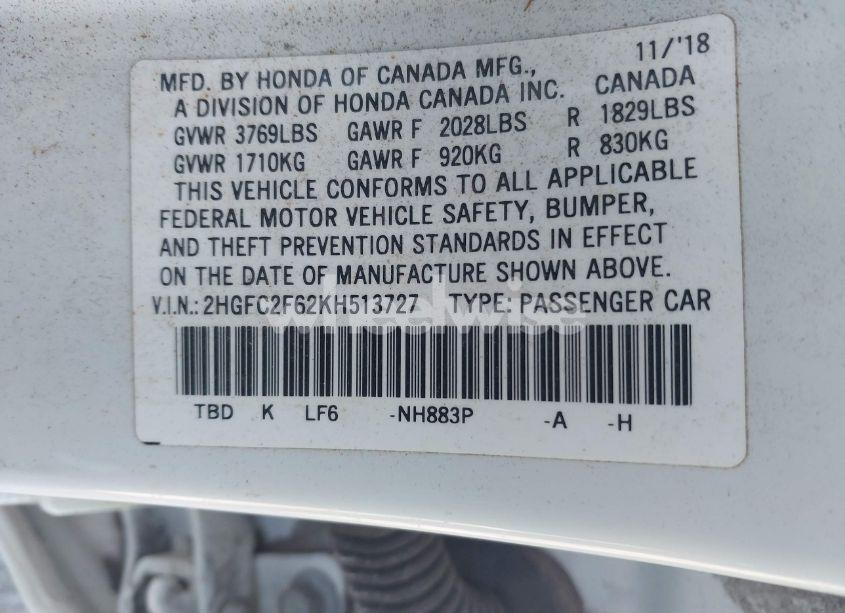 11/'18
MFD. BY HONDA OF CANADA MFG.,
A DIVISION OF HONDA CANADA INC. CANADA
GVWR 3769LBS GAWR F 2028LBS R 1829LBS
GVWR 1710KG GAWR F 920KG R 830KG
THIS VEHICLE CONFORMS TO ALL APPLICABLE
FEDERAL MOTOR VEHICLE SAFETY, BUMPER,
AND THEFT PREVENTION STANDARDS IN EFFECT
ON THE DATE OF MANUFACTURE SHOWN ABOVE.
V.I.N.: 2HGFC2F62KH513727 TYPE: PASSENGER CAR
wheelwise
TBD K LF6 -NH883P -A -H